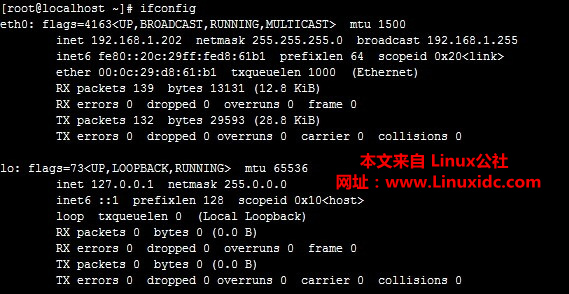 [root@localhost ~]# ifconfig
eth0: flags=4163<UP,BROADCAST,RUNNING,MULTICAST>  mtu 1500
        inet 192.168.1.202  netmask 255.255.255.0  broadcast 192.168.1.255
        inet6 fe80::20c:29ff:fed8:61b1  prefixlen 64  scopeid 0x20<link>
        ether 00:0c:29:d8:61:b1  txqueuelen 1000  (Ethernet)
        RX packets 139  bytes 13131 (12.8 KiB)
        RX errors 0  dropped 0  overruns 0  frame 0
        TX packets 132  bytes 29593 (28.8 KiB)
        TX errors 0  dropped 0 overruns 0  carrier 0  collisions 0
lo: flags=73<UP,LOOPBACK,RUNNING>  mtu 65536
        inet 127.0.0.1  netmask 255.0.0.0
        inet6 ::1  prefixlen 128  scopeid 0x10<host>
        loop  txqueuelen 0  (Local Loopback)
        RX packets 0  bytes 0 (0.0 B)
        RX errors 0  dropped 0  overruns 0  frame 0
        TX packets 0  bytes 0 (0.0 B)
        TX errors 0  dropped 0 overruns 0  carrier 0  collisions 0
本文来自 Linux公社
网址：www.Linuxidc.com